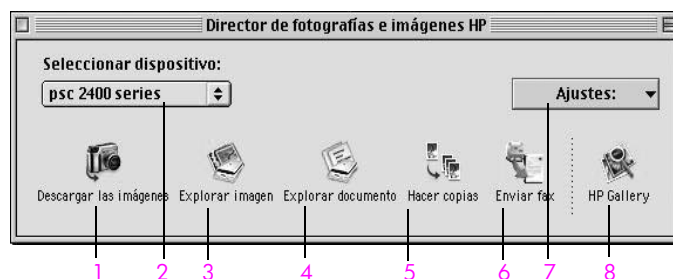 Director de fotografías e imágenes HP
Seleccionar dispositivo:
psc 2400 series
Ajustes:
Descargar las imágenes
Explorar imagen
Explorar documento
Hacer copias
Enviar fax
HP Gallery
1 2 3 4 5 6 7 8